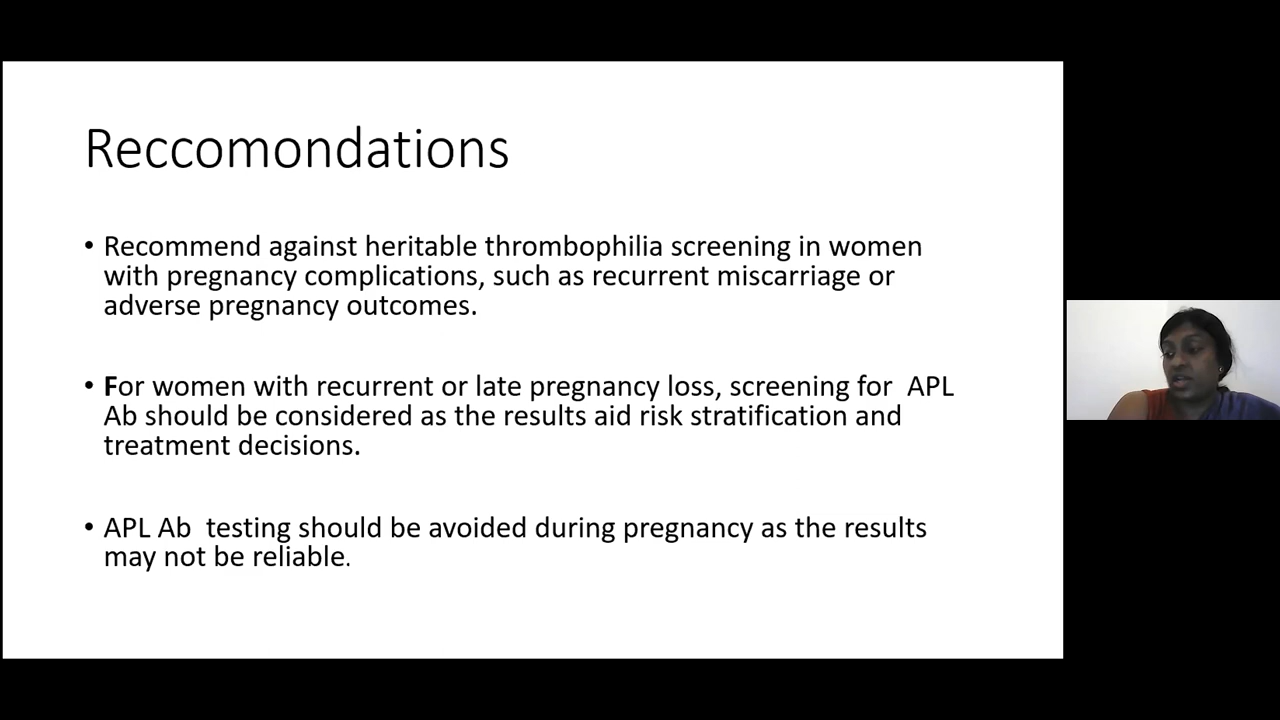 Reccomondations
• Recommend against heritable thrombophilia screening in women
with pregnancy complications, such as recurrent miscarriage or
adverse pregnancy outcomes.
• For women with recurrent or late pregnancy loss, screening for  APL
Ab should be considered as the results aid risk stratification and
treatment decisions.
• APL Ab  testing should be avoided during pregnancy as the results
may not be reliable.